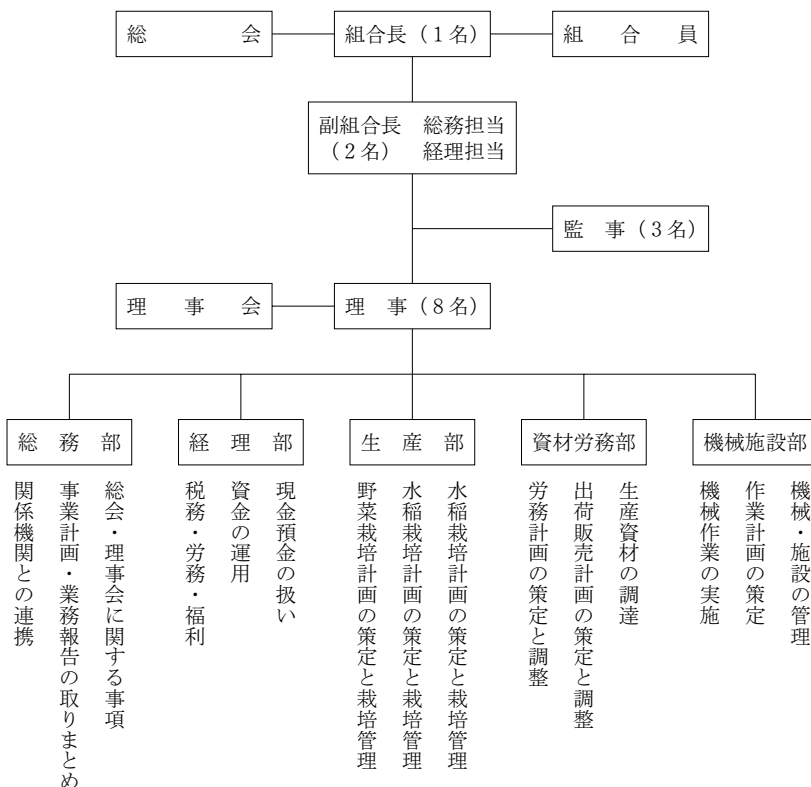 総会
組合長(1名)
組合員
副組合長 総務担当
(2名) 経理担当
監事(3名)
理事会
理事(8名)
総務部
経理部
生産部
資材労務部
機械施設部
総会・理事会に関する事項
事業計画・業務報告の取りまとめ
関係機関との連携
現金預金の扱い
資金の運用
税務・労務・福利
水稲栽培計画の策定と栽培管理
水稲栽培計画の策定と栽培管理
野菜栽培計画の策定と栽培管理
生産資材の調達
出荷販売計画の策定と調整
労務計画の策定と調整
機械・施設の管理
作業計画の策定
機械作業の実施